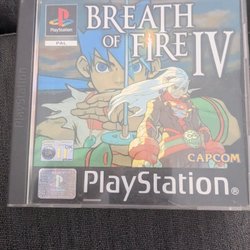 PlayStation
PAL
BREATH
OF FIRE IV
CAPCOM
PlayStation®